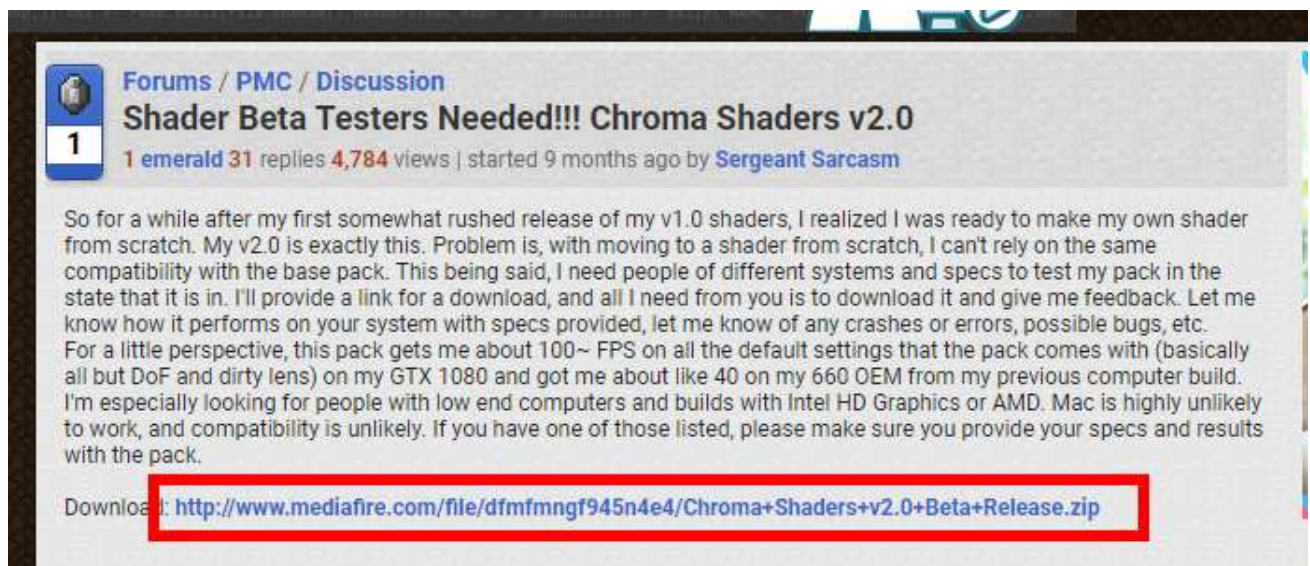 Forums / PMC / Discussion
Shader Beta Testers Needed!!! Chroma Shaders v2.0
1
1 emerald 31 replies 4,784 views | started 9 months ago by Sergeant Sarcasm
So for a while after my first somewhat rushed release of my v1.0 shaders, I realized I was ready to make my own shader
from scratch. My v2.0 is exactly this. Problem is, with moving to a shader from scratch, I can't rely on the same
compatibility with the base pack. This being said, I need people of different systems and specs to test my pack in the
state that it is in. I'll provide a link for a download, and all I need from you is to download it and give me feedback. Let me
know how it performs on your system with specs provided, let me know of any crashes or errors, possible bugs, etc.
For a little perspective, this pack gets me about 100~ FPS on all the default settings that the pack comes with (basically
all but DoF and dirty lens) on my GTX 1080 and got me about like 40 on my 660 OEM from my previous computer build.
I'm especially looking for people with low end computers and builds with Intel HD Graphics or AMD. Mac is highly unlikely
to work, and compatibility is unlikely. If you have one of those listed, please make sure you provide your specs and results
with the pack.
Download: http://www.mediafire.com/file/dfmfmngf945n4e4/Chroma+Shaders+v2.0+Beta+Release.zip